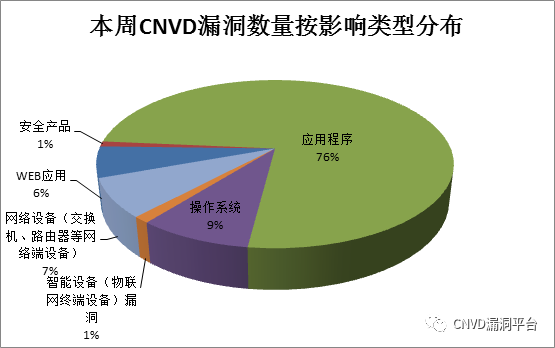 本周CNVD漏洞数量按影响类型分布
应用程序
76%
安全产品
1%
WEB应用
6%
网络设备（交换
机、路由器等网
络端设备）
7%
智能设备（物联
网终端设备）漏
洞
1%
操作系统
9%
CNVD漏洞平台